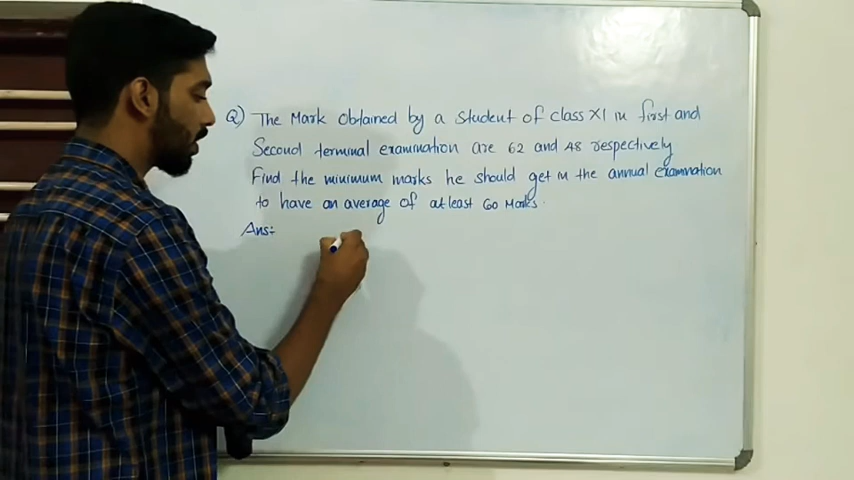 Q) The Mark obtained by a student of class XI in first and
Second terminal examination are 62 and 48 respectively
Find the minimum marks he should get in the annual examination
to have an average of atleast 60 Marks.
Ans: